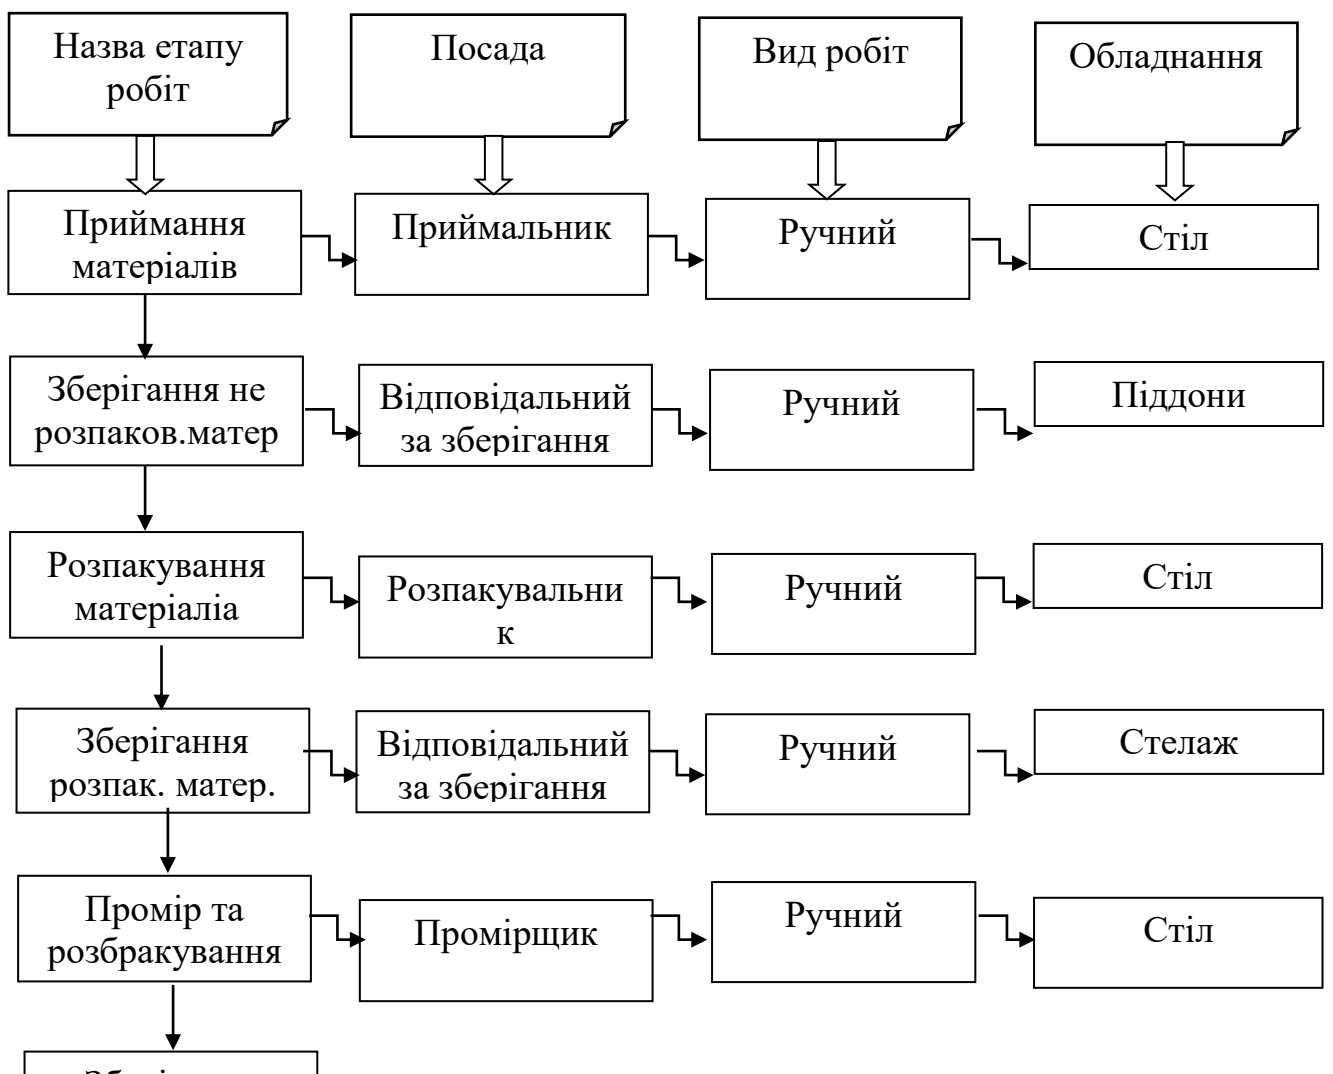 Назва етапу
робіт
Посада
Вид робіт
Обладнання
Приймання
матеріалів
Приймальник
Ручний
Стіл
Зберігання не
розпаков.матер
Відповідальний
за зберігання
Ручний
Піддони
Розпакування
матеріаліа
Розпакувальни
к
Ручний
Стіл
Зберігання
розпак. матер.
Відповідальний
за зберігання
Ручний
Стелаж
Промір та
розбракування
Промірщик
Ручний
Стіл